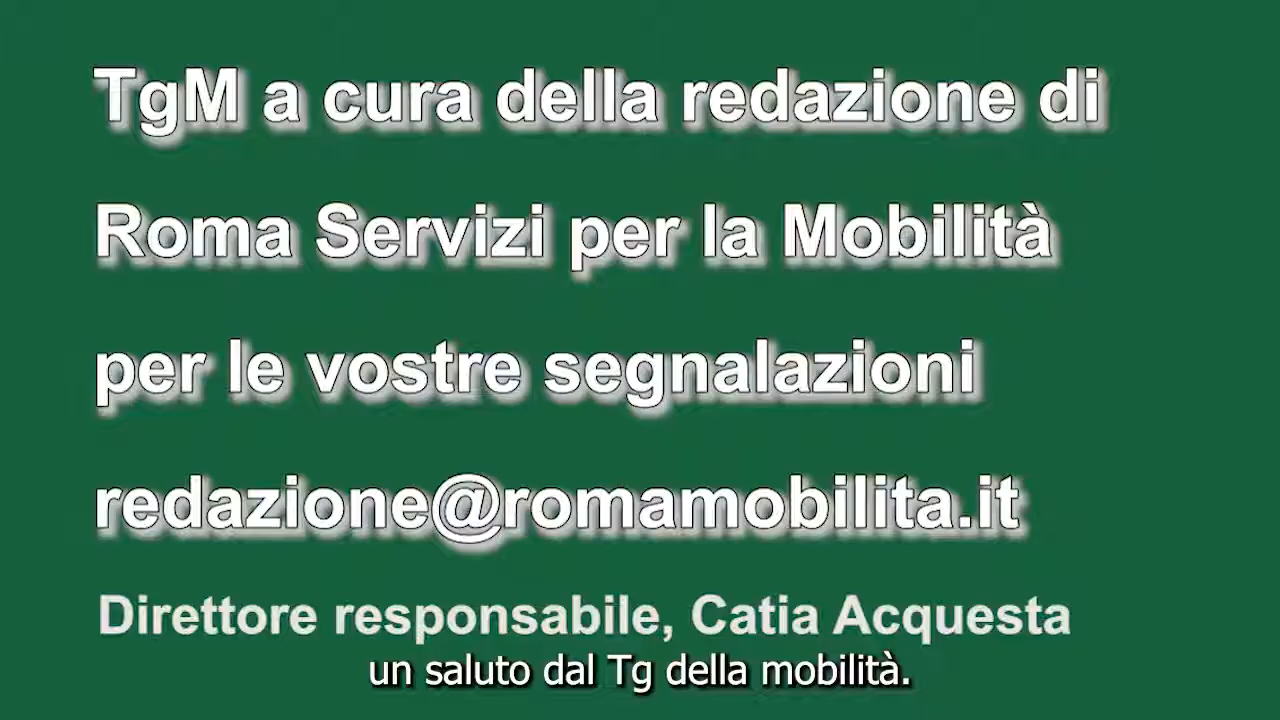 TgM a cura della redazione di
Roma Servizi per la Mobilità
per le vostre segnalazioni
redazione@romamobilita.it
Direttore responsabile, Catia Acquesta
un saluto dal Tg della mobilità.